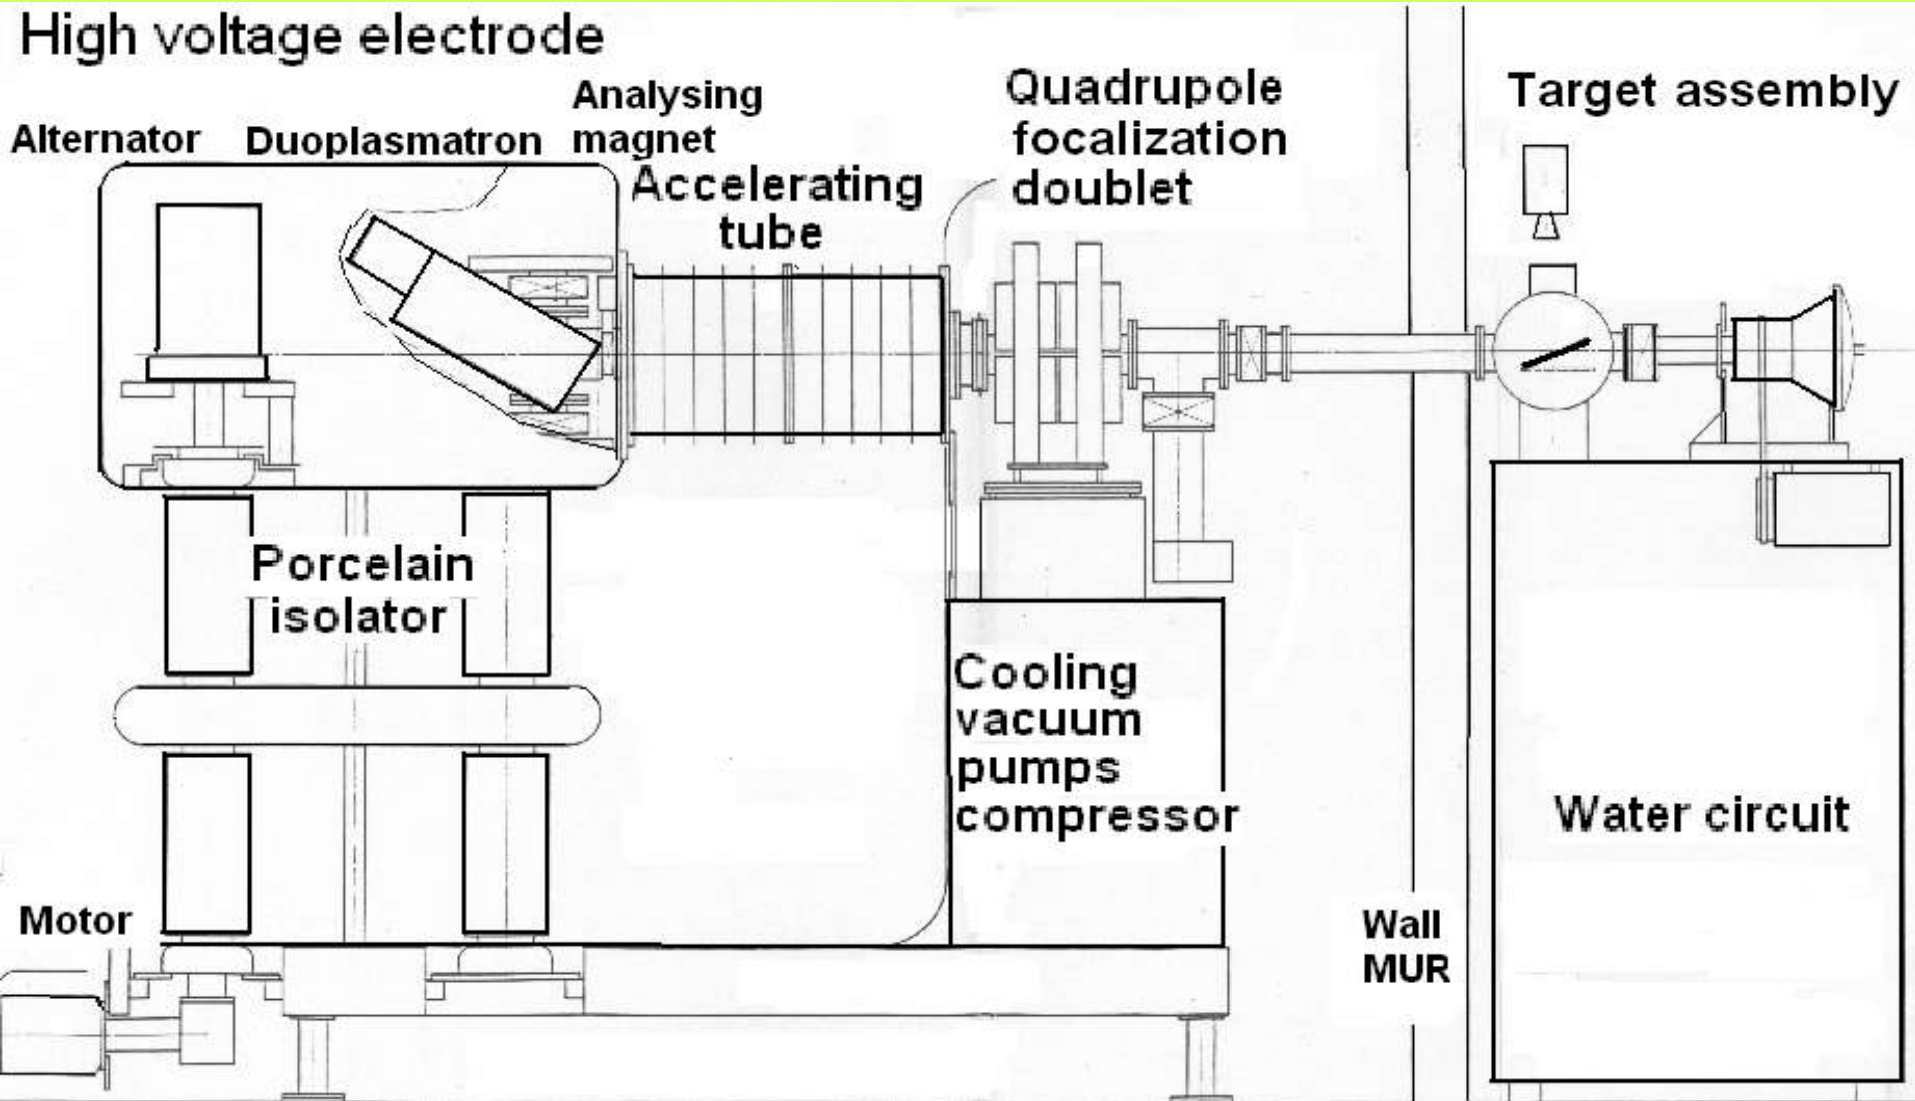 High voltage electrode
Alternator
Duoplasmatron
Analysing
magnet
Accelerating
tube
Quadrupole
focalization
doublet
Target assembly
Porcelain
isolator
Cooling
vacuum
pumps
compressor
Water circuit
Motor
Wall
MUR